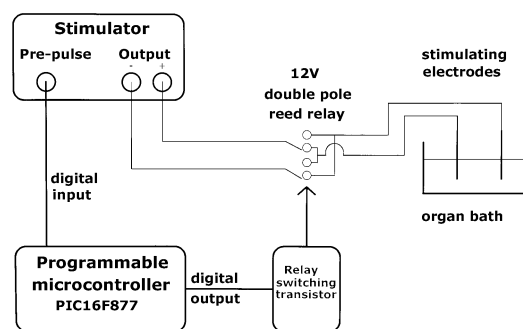 Stimulator
Pre-pulse
Output
-
+
12V
double pole
reed relay
stimulating
electrodes
digital
input
organ bath
Programmable
microcontroller
PIC16F877
digital
output
Relay
switching
transistor